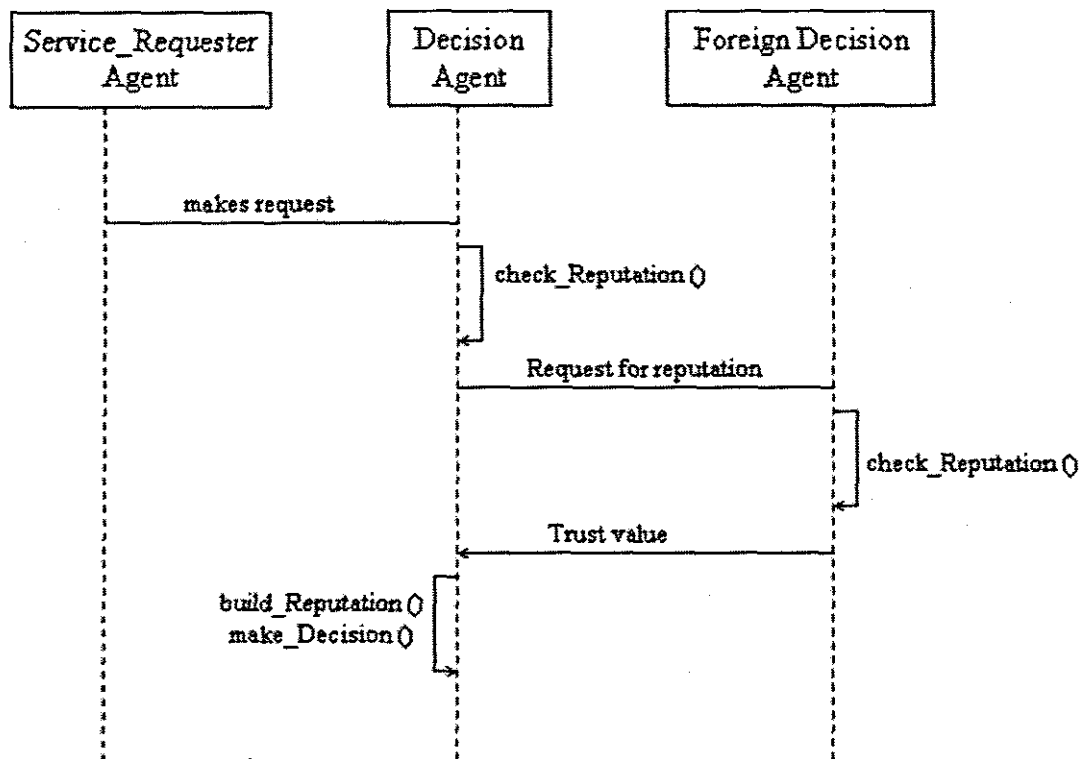 Service_Requester
Agent
Decision
Agent
Foreign Decision
Agent
makes request
check_Reputation ()
Request for reputation
check_Reputation ()
Trust value
build_Reputation ()
make_Decision ()